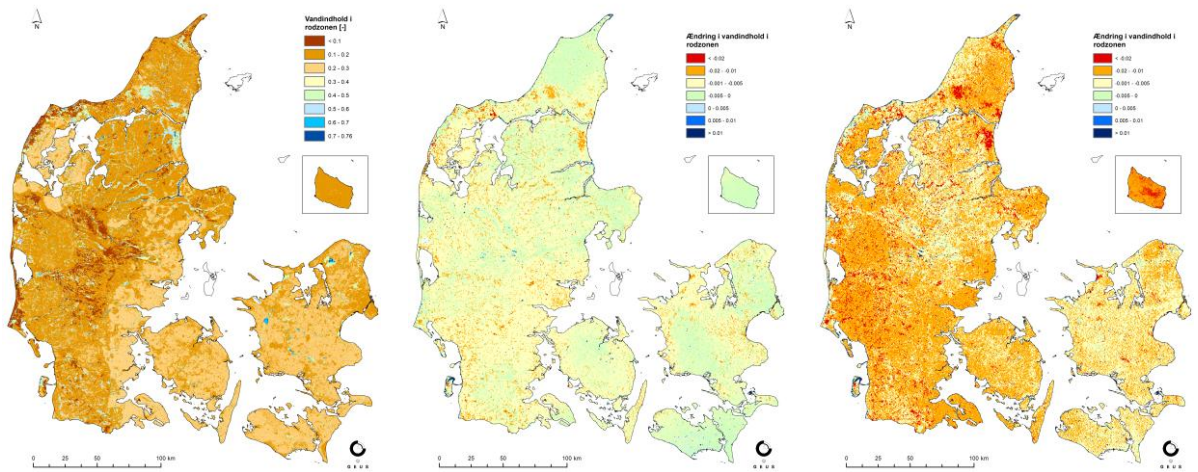 N
Vandindhold i
rodzonen [-]
< 0.1
0.1 - 0.2
0.2 - 0.3
0.3 - 0.4
0.4 - 0.5
0.5 - 0.6
0.6 - 0.7
0.7 - 0.76
0 25 50 100 km
G E U S
N
Ændring i vandindhold i
rodzonen
< -0.02
-0.02 - -0.01
-0.001 - -0.005
-0.005 - 0
0 - 0.005
0.005 - 0.01
> 0.01
0 25 50 100 km
G E U S
N
Ændring i vandindhold i
rodzonen
< -0.02
-0.02 - -0.01
-0.001 - -0.005
-0.005 - 0
0 - 0.005
0.005 - 0.01
> 0.01
0 25 50 100 km
G E U S